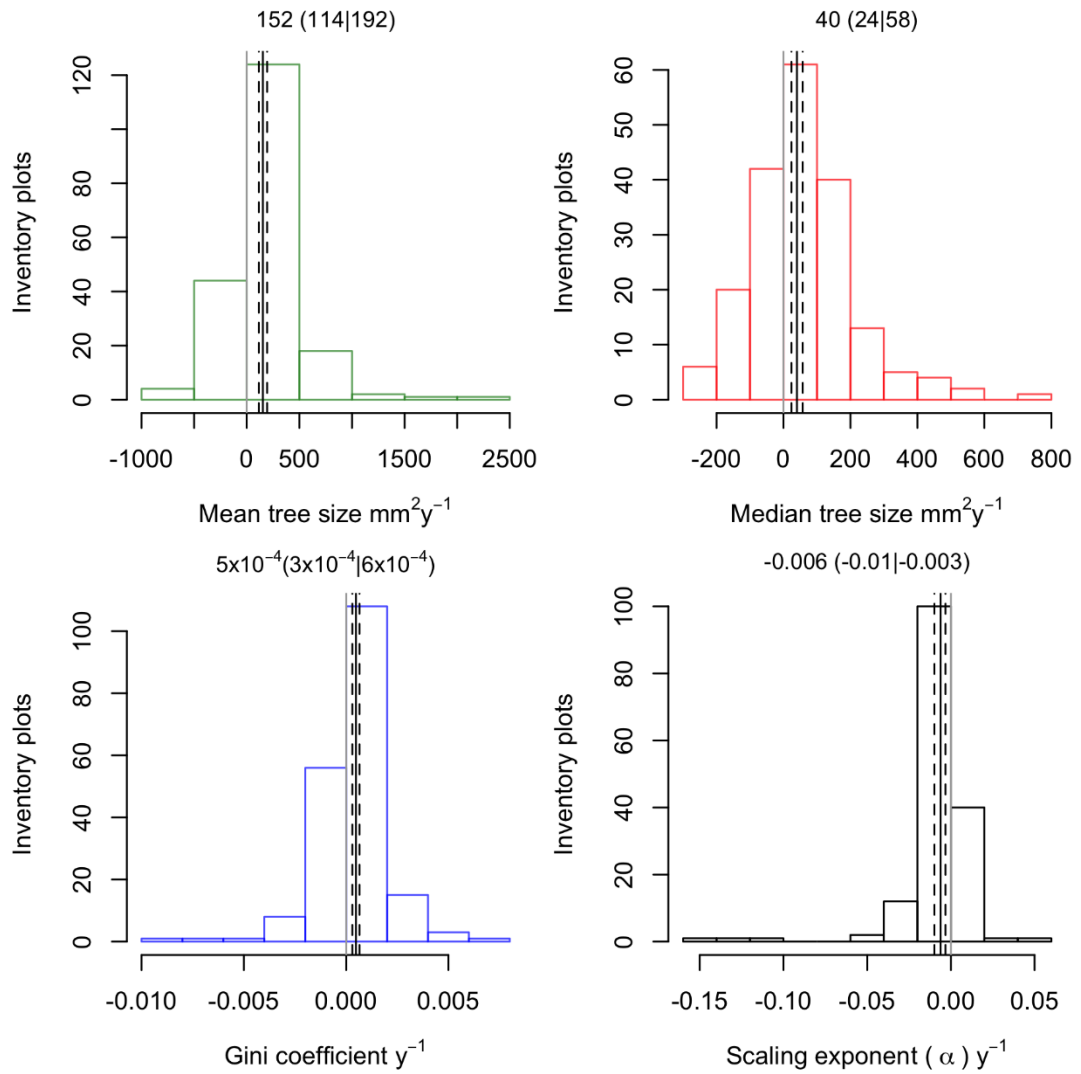 152 (114|192)
Inventory plots
0 20 40 60 80 120
-1000 0 500 1500 2500
Mean tree size mm²y⁻¹
40 (24|58)
Inventory plots
0 10 20 30 40 50 60
-200 0 200 400 600 800
Median tree size mm²y⁻¹
5x10⁻⁴(3x10⁻⁴|6x10⁻⁴)
Inventory plots
0 20 40 60 80 100
-0.010 -0.005 0.000 0.005
Gini coefficient y⁻¹
-0.006 (-0.01|-0.003)
Inventory plots
0 20 40 60 80 100
-0.15 -0.10 -0.05 0.00 0.05
Scaling exponent ( α ) y⁻¹